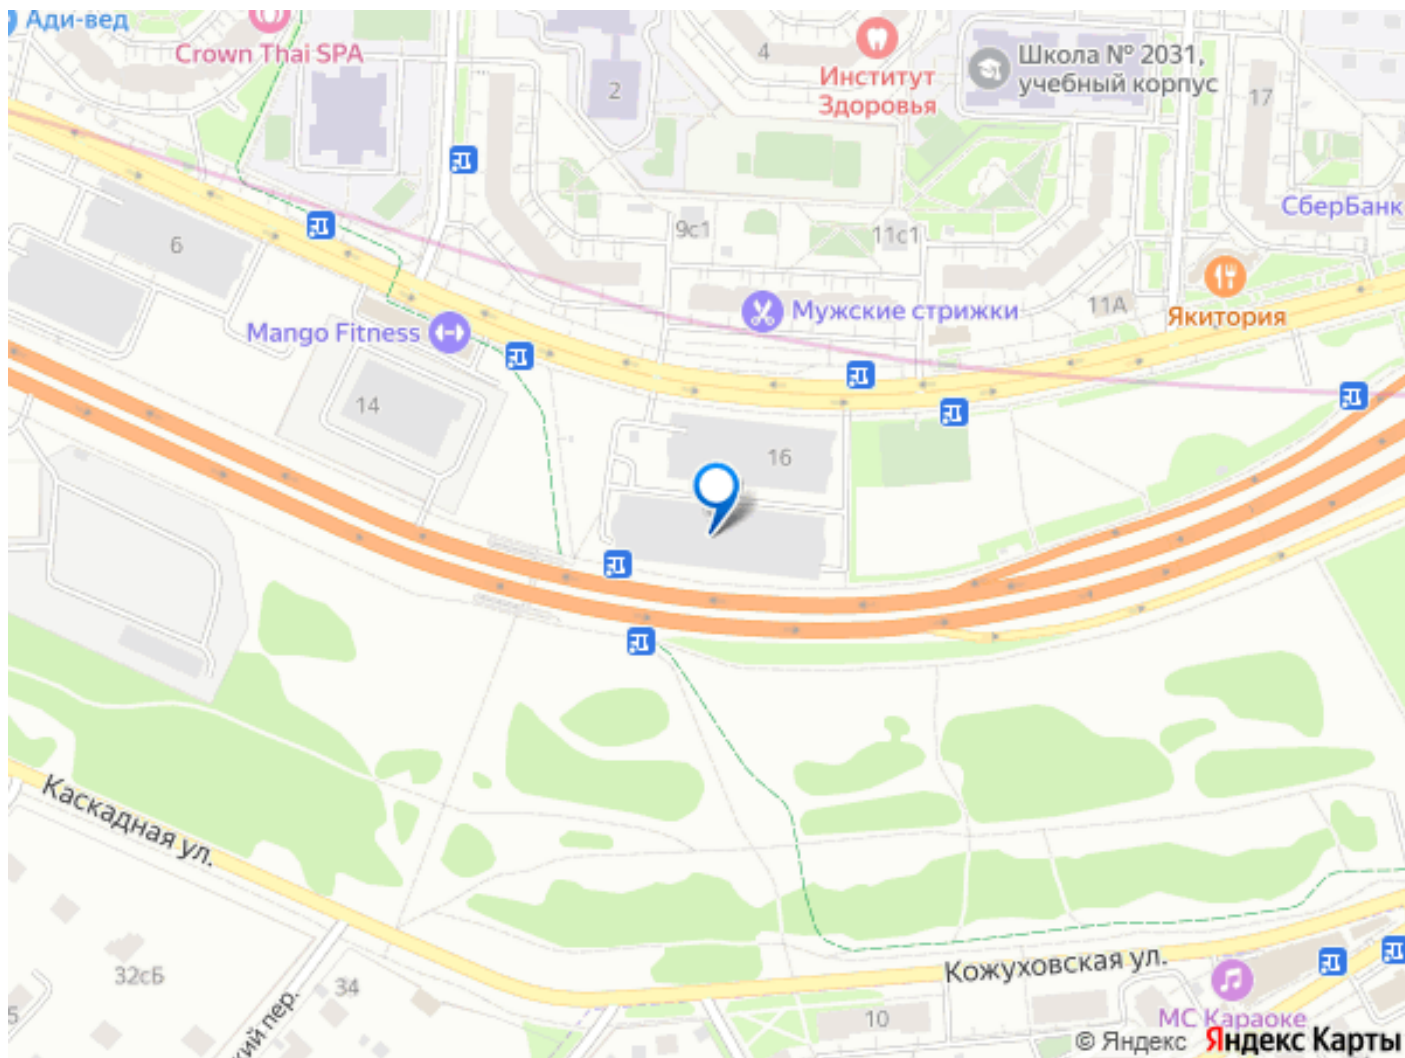 Ади-вед
Crown Thai SPA
2
4
Институт
Здоровья
Школа № 2031,
учебный корпус
17
СберБанк
6
9с1
11с1
11А
Якитория
Мужские стрижки
Mango Fitness
14
16
Каскадная ул.
32сБ
34
кий пер.
5
Кожуховская ул.
10
МС Караоке
© Яндекс Яндекс Карты